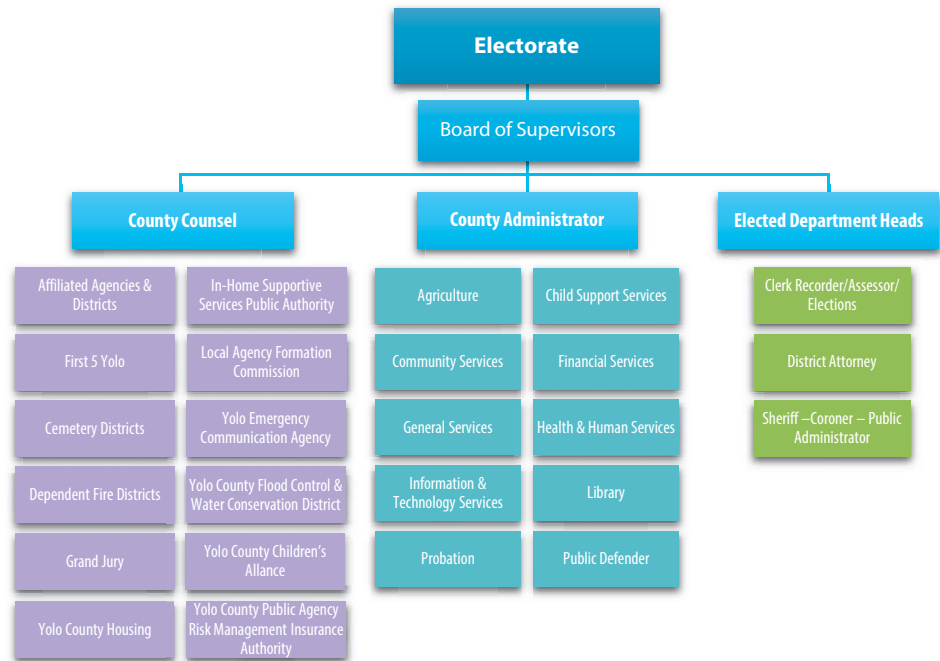 Electorate
Board of Supervisors
County Counsel
County Administrator
Elected Department Heads
Affiliated Agencies &
Districts
In-Home Supportive
Services Public Authority
First 5 Yolo
Local Agency Formation
Commission
Cemetery Districts
Yolo Emergency
Communication Agency
Dependent Fire Districts
Yolo County Flood Control &
Water Conservation District
Grand Jury
Yolo County Children’s
Allance
Yolo County Housing
Yolo County Public Agency
Risk Management Insurance
Authority
Agriculture
Child Support Services
Community Services
Financial Services
General Services
Health & Human Services
Information &
Technology Services
Library
Probation
Public Defender
Clerk Recorder/Assessor/
Elections
District Attorney
Sheriff –Coroner – Public
Administrator